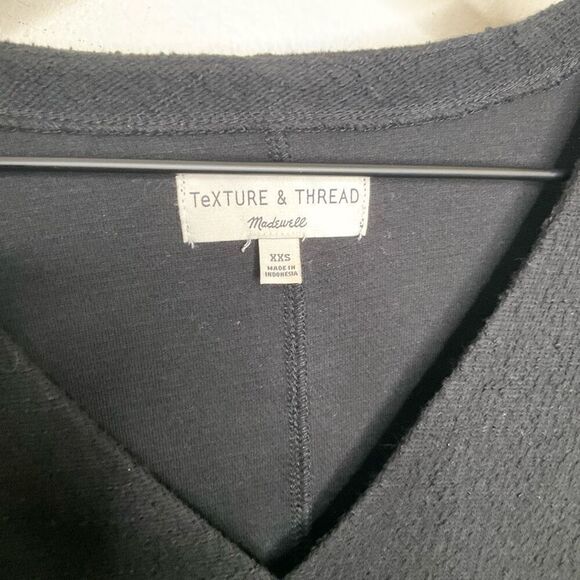 TeXTURE & THREAD
Madewell
XXS
MADE IN
INDONESIA